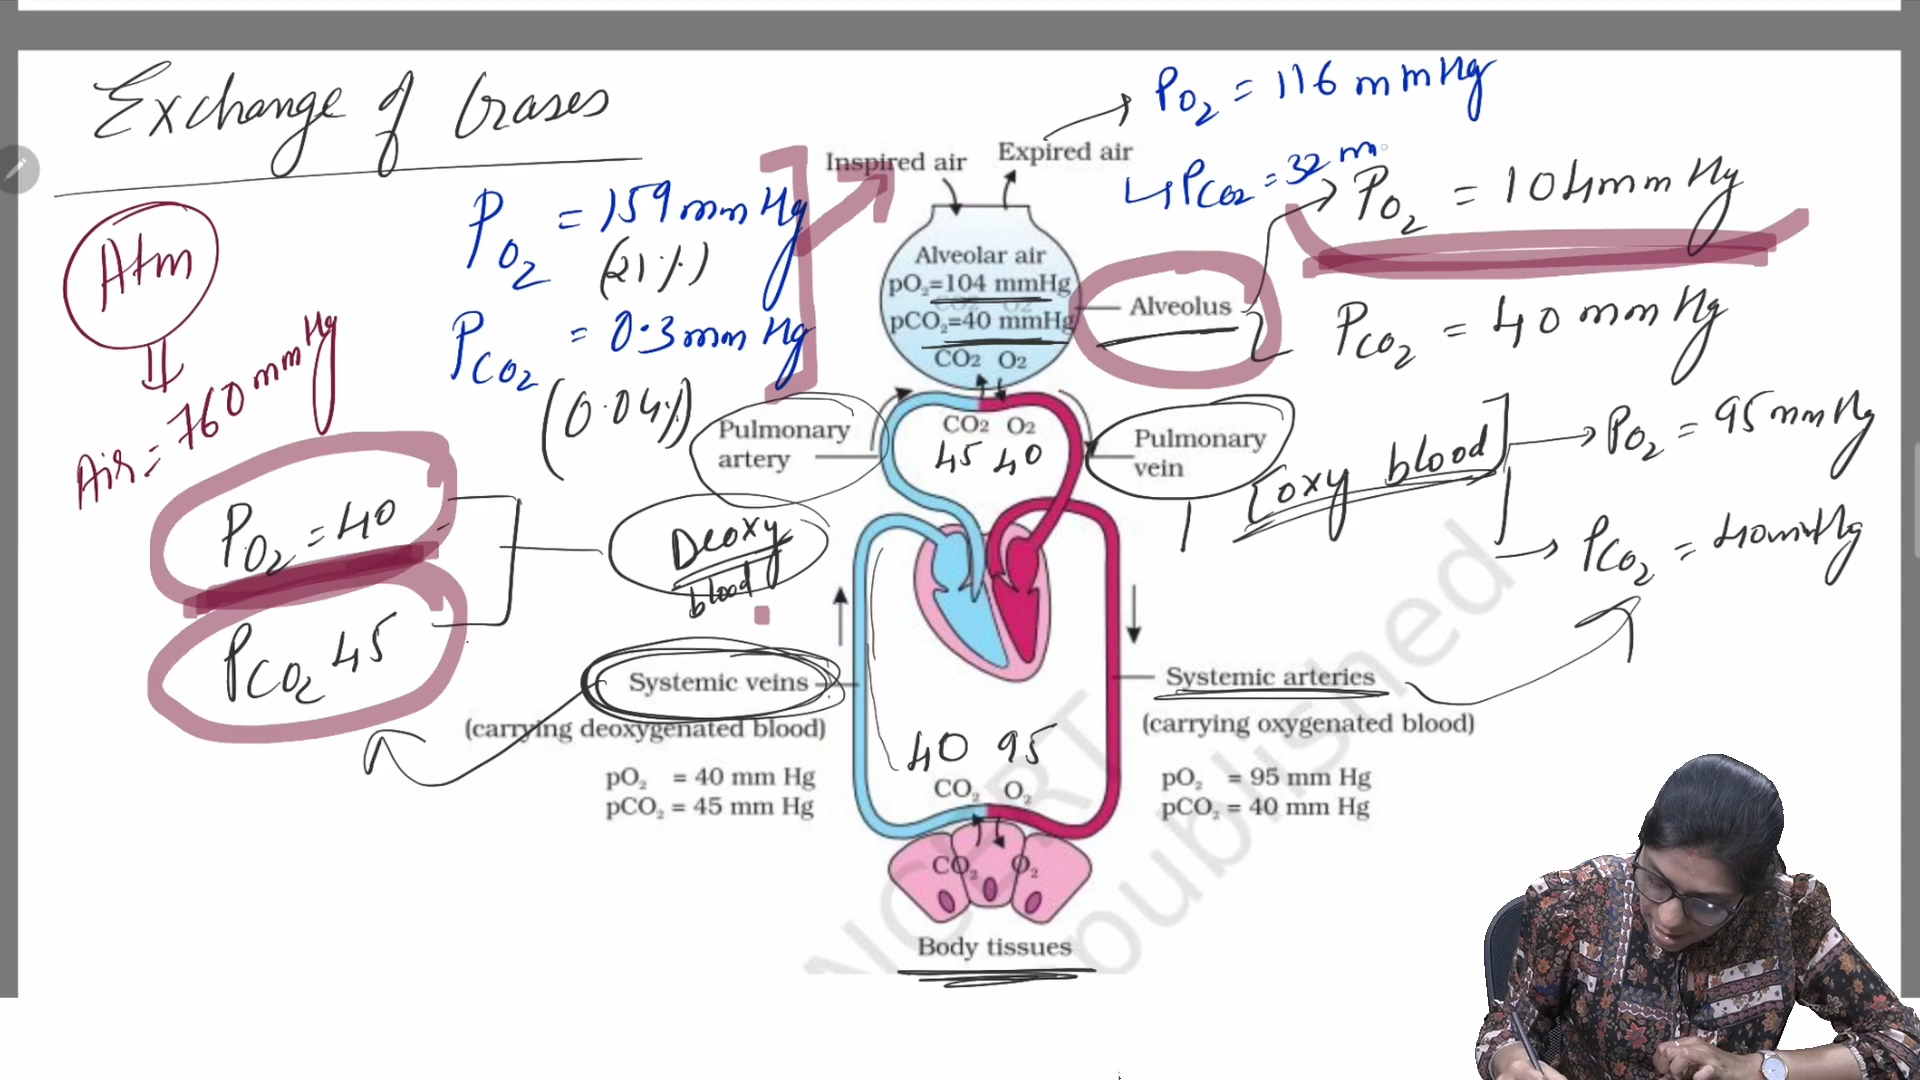 Exchange of Gases
Atm
Air = 760 mmHg
PO2 = 159 mm Hg
(21%)
PCO2 = 0.3 mm Hg
(0.04%)
Inspired air
Expired air
PO2 = 116 mmHg
PCO2 = 32 m
Alveolar air
pO2=104 mmHg
pCO2=40 mmHg
CO2 O2
Alveolus
PO2 = 104mm Hg
PCO2 = 40 mm Hg
Pulmonary
artery
CO2 O2
45 40
Pulmonary
vein
oxy blood
PO2 = 95 mm Hg
PCO2 = 40mmHg
PO2 = 40
PCO2 45
Deoxy
blood
Systemic veins
(carrying deoxygenated blood)
pO2 = 40 mm Hg
pCO2 = 45 mm Hg
Systemic arteries
(carrying oxygenated blood)
pO2 = 95 mm Hg
pCO2 = 40 mm Hg
40 95
CO2 O2
CO2 O2
Body tissues
NCERT
published